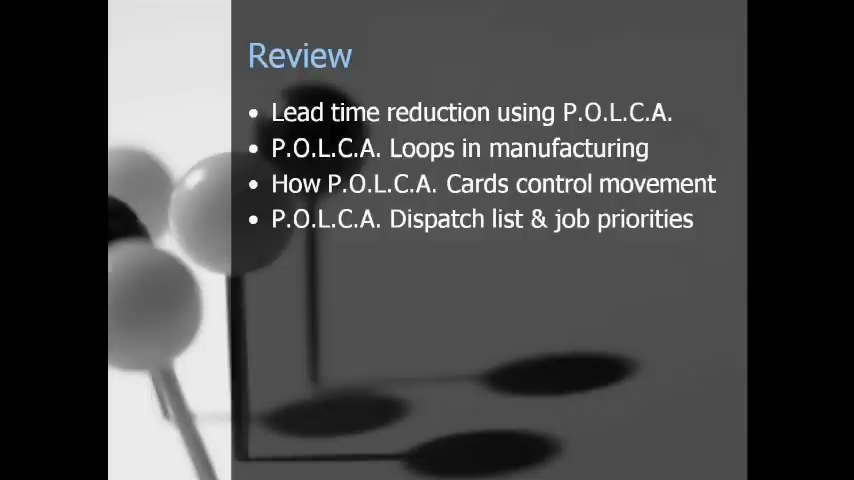 Review
• Lead time reduction using P.O.L.C.A.
• P.O.L.C.A. Loops in manufacturing
• How P.O.L.C.A. Cards control movement
• P.O.L.C.A. Dispatch list & job priorities